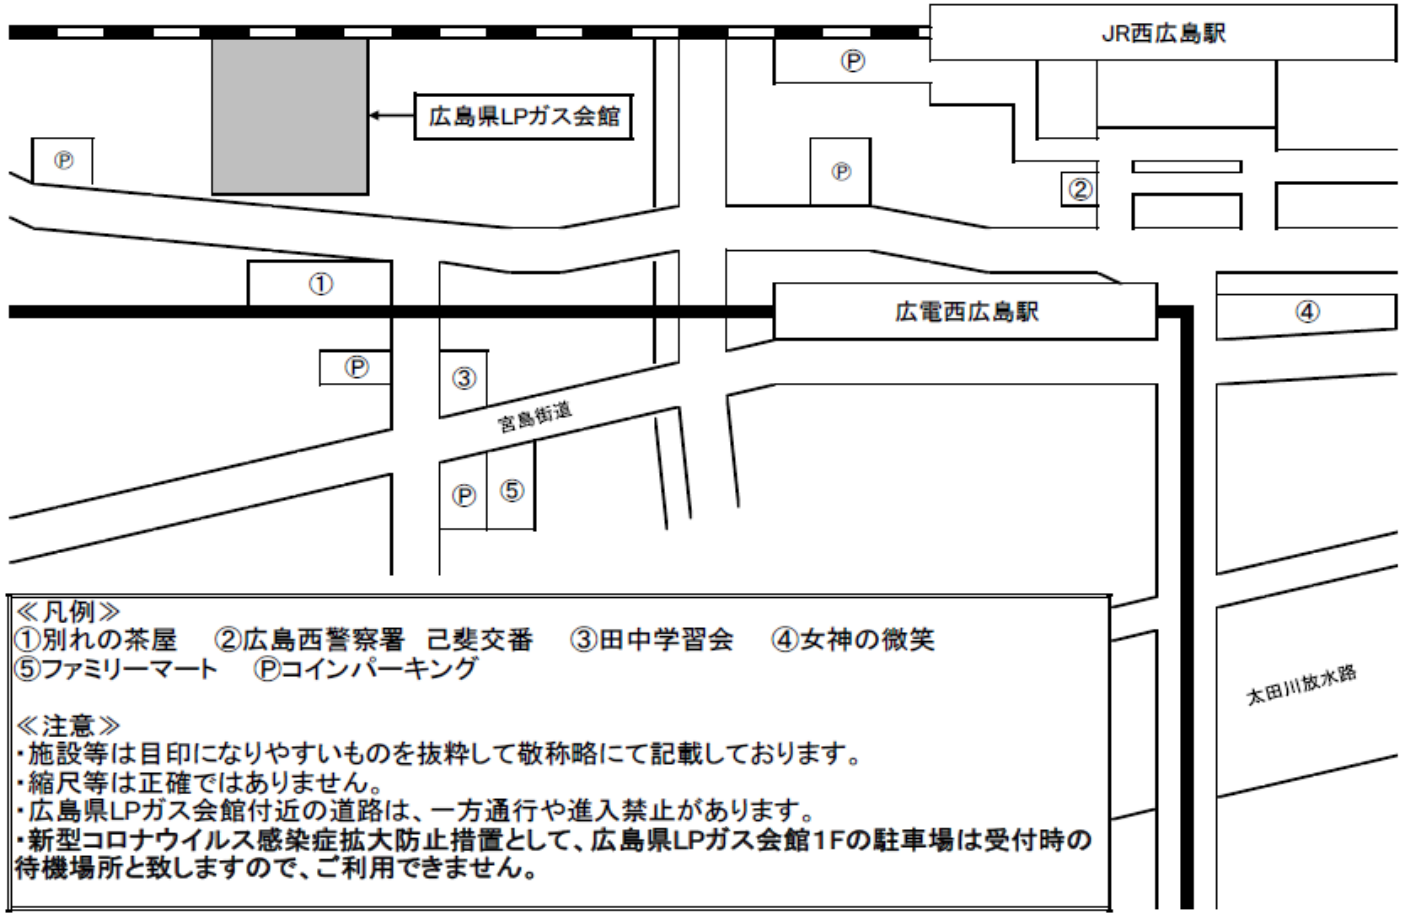 JR西広島駅
Ⓟ
広島県LPガス会館
Ⓟ
Ⓟ
②
①
広電西広島駅
④
Ⓟ
③
宮島街道
Ⓟ
⑤
≪凡例≫
①別れの茶屋　②広島西警察署　己斐交番　③田中学習会　④女神の微笑
⑤ファミリーマート　Ⓟコインパーキング
太田川放水路
≪注意≫
・施設等は目印になりやすいものを抜粋して敬称略にて記載しております。
・縮尺等は正確ではありません。
・広島県LPガス会館付近の道路は、一方通行や進入禁止があります。
・新型コロナウイルス感染症拡大防止措置として、広島県LPガス会館1Fの駐車場は受付時の
待機場所と致しますので、ご利用できません。